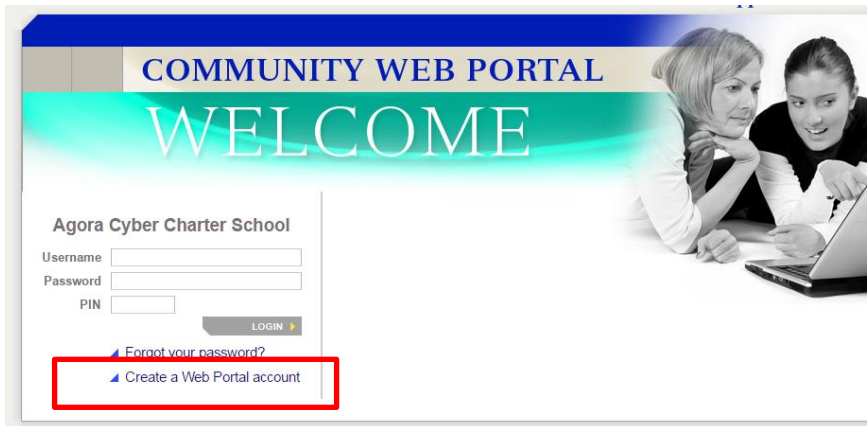 COMMUNITY WEB PORTAL
WELCOME
Agora Cyber Charter School
Username
Password
PIN
LOGIN
Forgot your password?
Create a Web Portal account